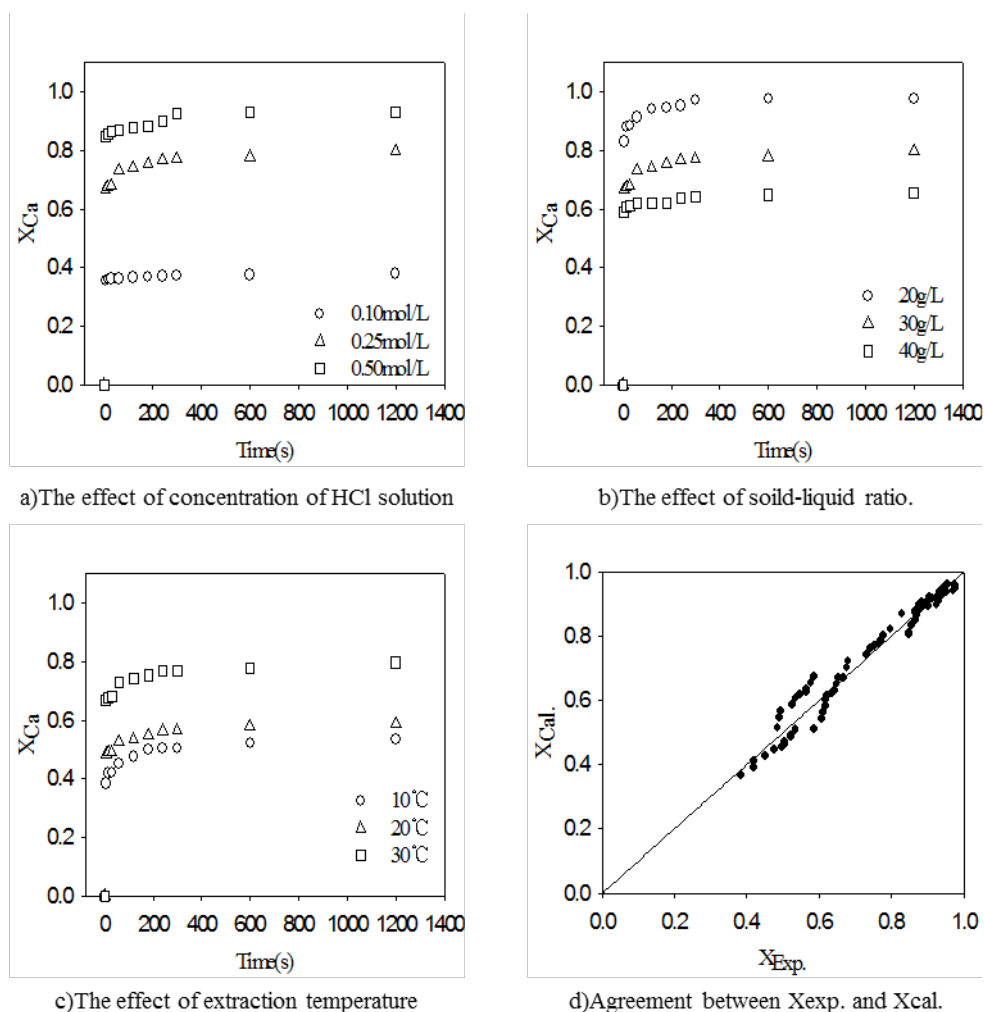 1.0
0.8
0.6
0.4
0.2
0.0
XCa
0 200 400 600 800 1000 1200 1400
Time(s)
0.10mol/L
0.25mol/L
0.50mol/L
a)The effect of concentration of HCl solution
1.0
0.8
0.6
0.4
0.2
0.0
XCa
0 200 400 600 800 1000 1200 1400
Time(s)
20g/L
30g/L
40g/L
b)The effect of soild-liquid ratio.
1.0
0.8
0.6
0.4
0.2
0.0
XCa
0 200 400 600 800 1000 1200 1400
Time(s)
10℃
20℃
30℃
c)The effect of extraction temperature
1.0
0.8
0.6
0.4
0.2
0.0
XCal.
0.0 0.2 0.4 0.6 0.8 1.0
XExp.
d)Agreement between Xexp. and Xcal.